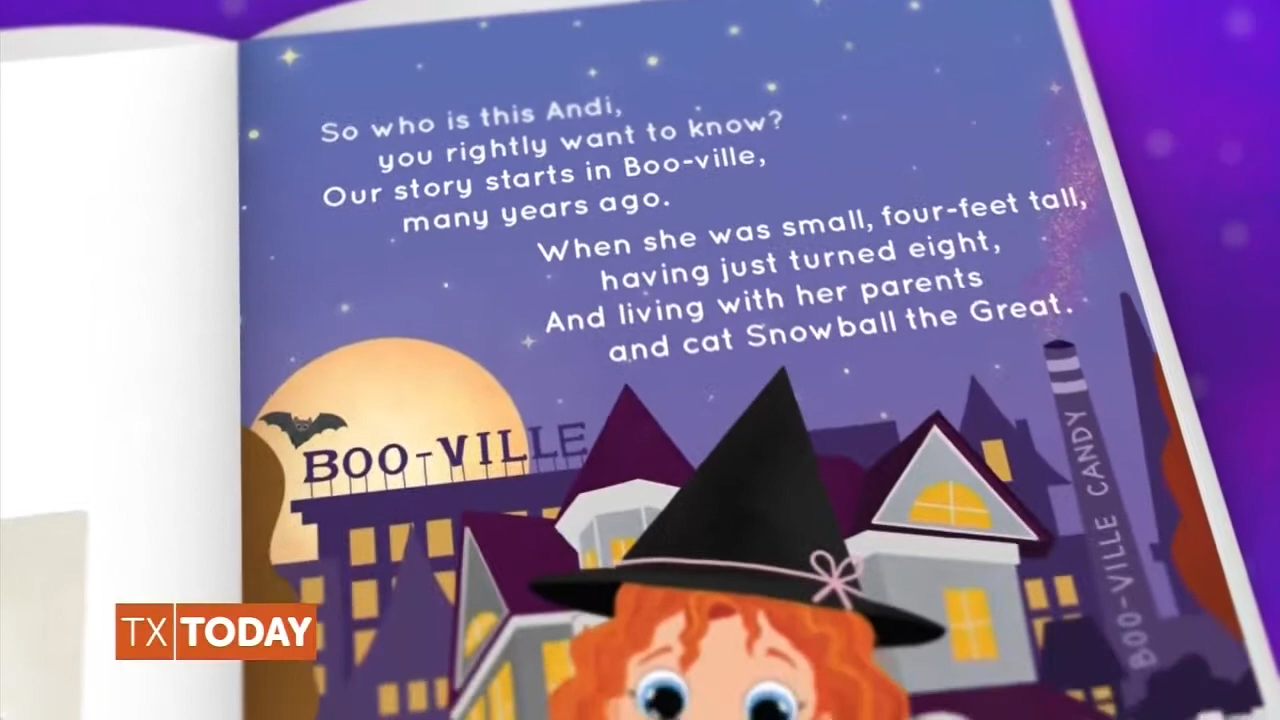 So who is this Andi,
you rightly want to know?
Our story starts in Boo-ville,
many years ago.
When she was small, four-feet tall,
having just turned eight,
And living with her parents
and cat Snowball the Great.
BOO-VILLE
BOO-VILLE CANDY
TX TODAY